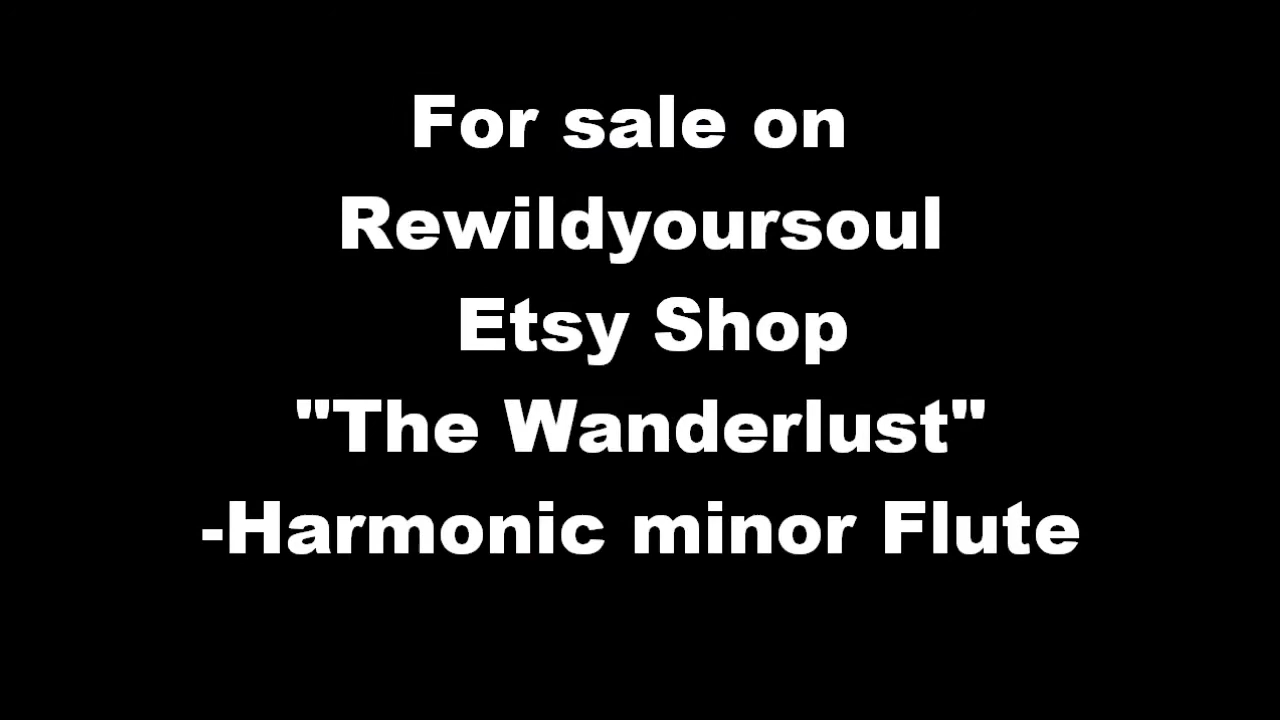 For sale on
Rewildyoursoul
Etsy Shop
"The Wanderlust"
-Harmonic minor Flute